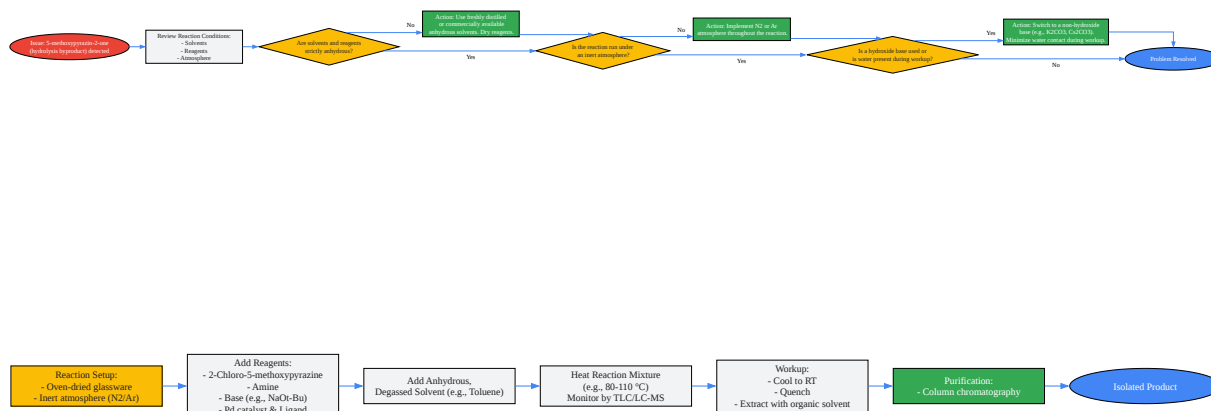 Issue: 5-methoxypyrazin-2-one
(hydrolysis byproduct) detected
Review Reaction Conditions:
- Solvents
- Reagents
- Atmosphere
Are solvents and reagents
strictly anhydrous?
No
Action: Use freshly distilled
or commercially available
anhydrous solvents. Dry reagents.
Yes
Is the reaction run under
an inert atmosphere?
No
Action: Implement N2 or Ar
atmosphere throughout the reaction.
Yes
Is a hydroxide base used or
is water present during workup?
Yes
Action: Switch to a non-hydroxide
base (e.g., K2CO3, Cs2CO3).
Minimize water contact during workup.
No
Problem Resolved
Reaction Setup:
- Oven-dried glassware
- Inert atmosphere (N2/Ar)
Add Reagents:
- 2-Chloro-5-methoxypyrazine
- Amine
- Base (e.g., NaOt-Bu)
- Pd catalyst & Ligand
Add Anhydrous,
Degassed Solvent (e.g., Toluene)
Heat Reaction Mixture
(e.g., 80-110 °C)
Monitor by TLC/LC-MS
Workup:
- Cool to RT
- Quench
- Extract with organic solvent
Purification:
- Column chromatography
Isolated Product